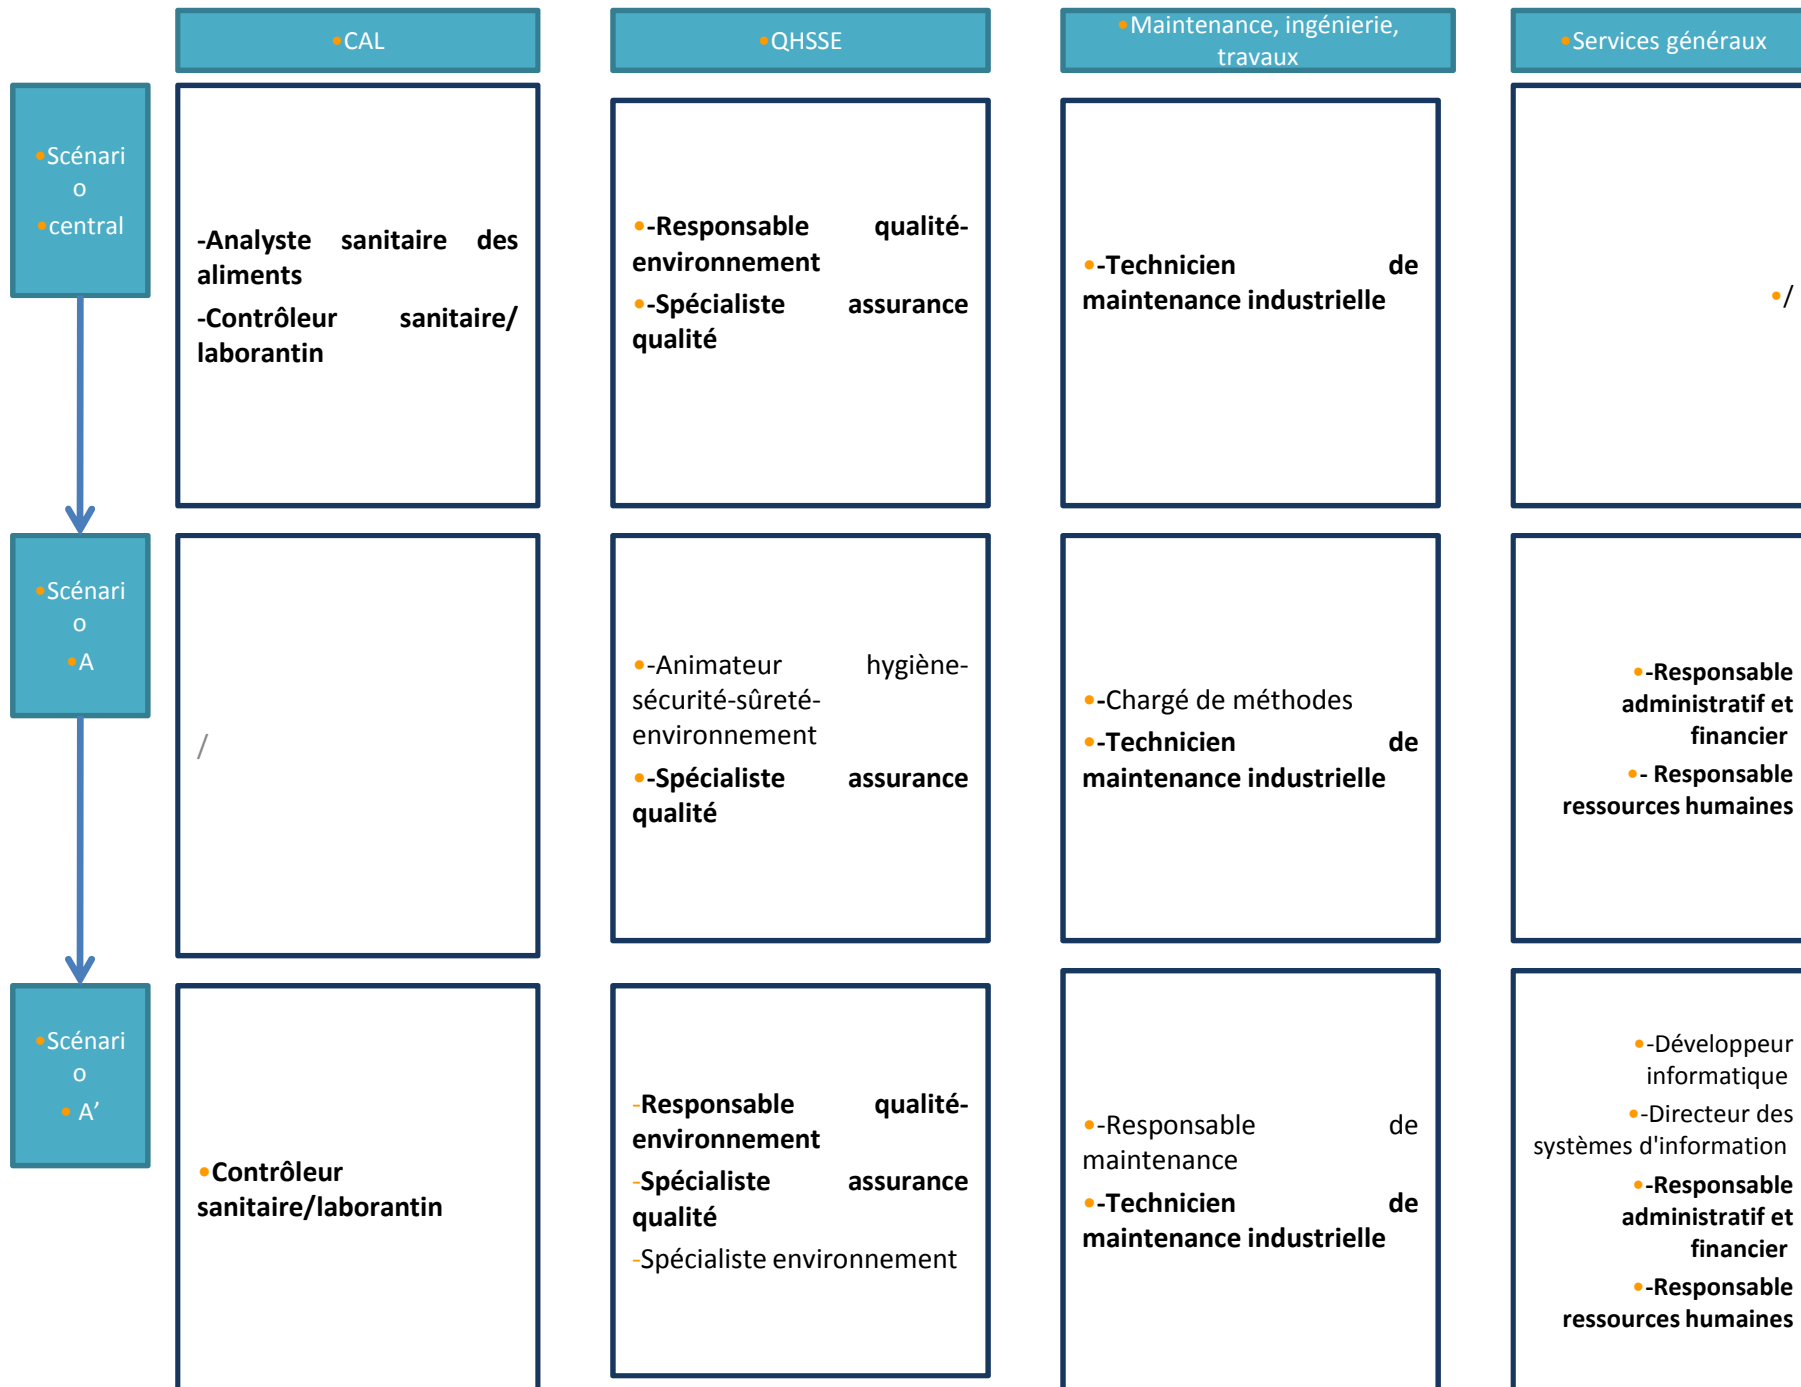 •CAL
•QHSSE
•Maintenance, ingénierie,
travaux
•Services généraux
•Scénari
o
•central
-Analyste sanitaire des
aliments
-Contrôleur sanitaire/
laborantin
•-Responsable qualité-
environnement
•-Spécialiste assurance
qualité
•-Technicien de
maintenance industrielle
•/
•Scénari
o
•A
/
•-Animateur hygiène-
sécurité-sûreté-
environnement
•-Spécialiste assurance
qualité
•-Chargé de méthodes
•-Technicien de
maintenance industrielle
•-Responsable
administratif et
financier
•- Responsable
ressources humaines
•Scénari
o
• A’
•Contrôleur
sanitaire/laborantin
-Responsable qualité-
environnement
-Spécialiste assurance
qualité
-Spécialiste environnement
•-Responsable de
maintenance
•-Technicien de
maintenance industrielle
•-Développeur
informatique
•-Directeur des
systèmes d'information
•-Responsable
administratif et
financier
•-Responsable
ressources humaines